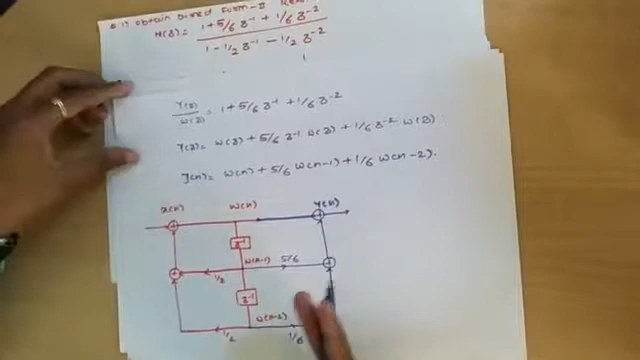 1) Obtain Direct Form-II
H(z) = 1 + 5/6 z⁻¹ + 1/6 z⁻²
1 - 1/2 z⁻¹ - 1/2 z⁻²
Y(z) / W(z) = 1 + 5/6 z⁻¹ + 1/6 z⁻²
Y(z) = W(z) + 5/6 z⁻¹ W(z) + 1/6 z⁻² W(z)
y(n) = w(n) + 5/6 w(n-1) + 1/6 w(n-2).
x(n) w(n) y(n)
+ +
z⁻¹
w(n-1) 5/6
+ 1/2 +
z⁻¹
w(n-2)
1/2 1/6